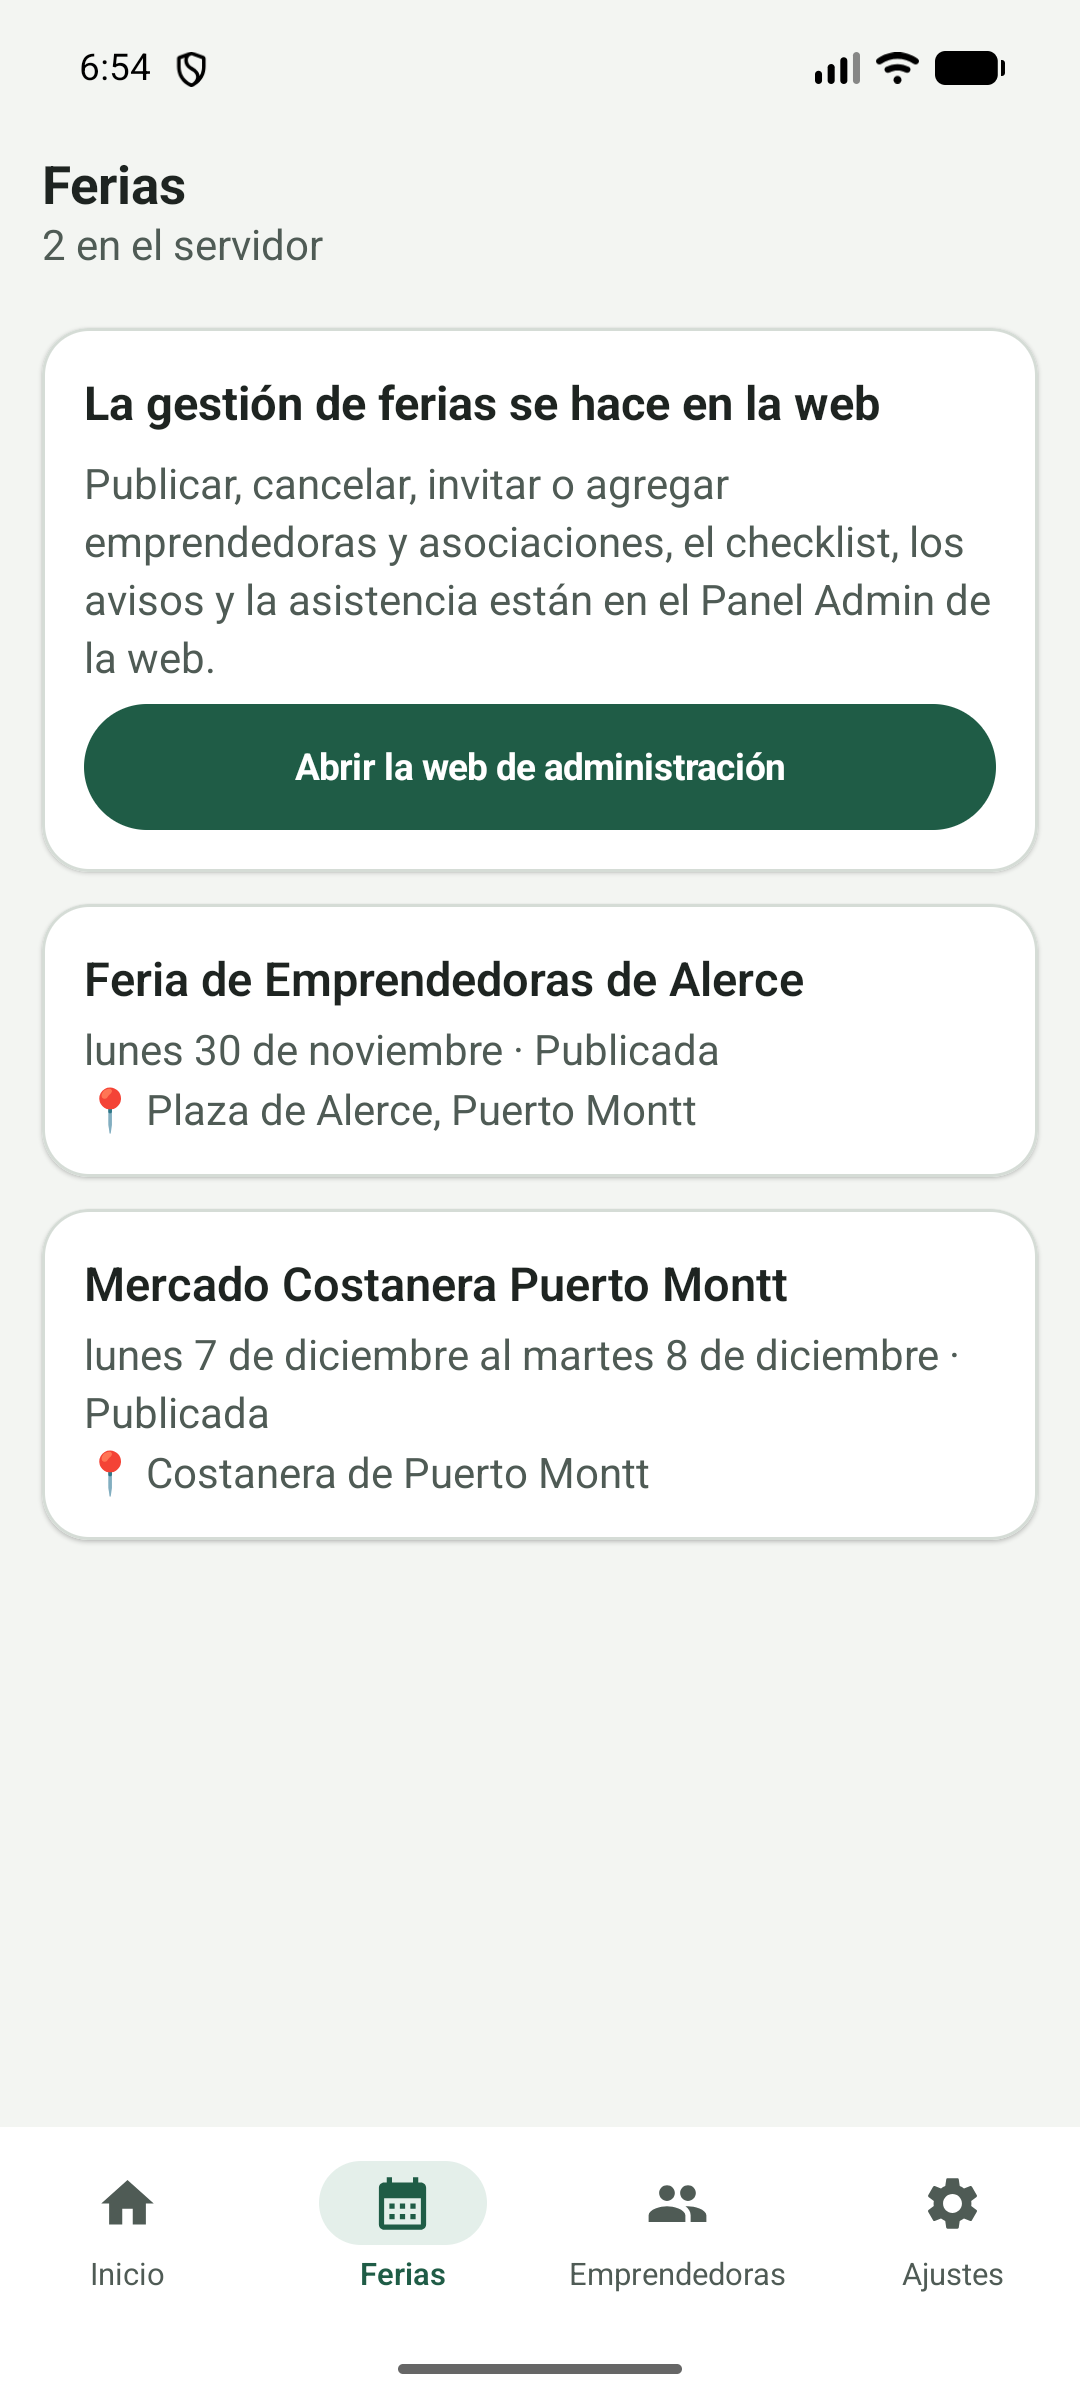 6:54
Ferias
2 en el servidor
La gestión de ferias se hace en la web
Publicar, cancelar, invitar o agregar
emprendedoras y asociaciones, el checklist, los
avisos y la asistencia están en el Panel Admin de
la web.
Abrir la web de administración
Feria de Emprendedoras de Alerce
lunes 30 de noviembre · Publicada
📍 Plaza de Alerce, Puerto Montt
Mercado Costanera Puerto Montt
lunes 7 de diciembre al martes 8 de diciembre ·
Publicada
📍 Costanera de Puerto Montt
Inicio
Ferias
Emprendedoras
Ajustes